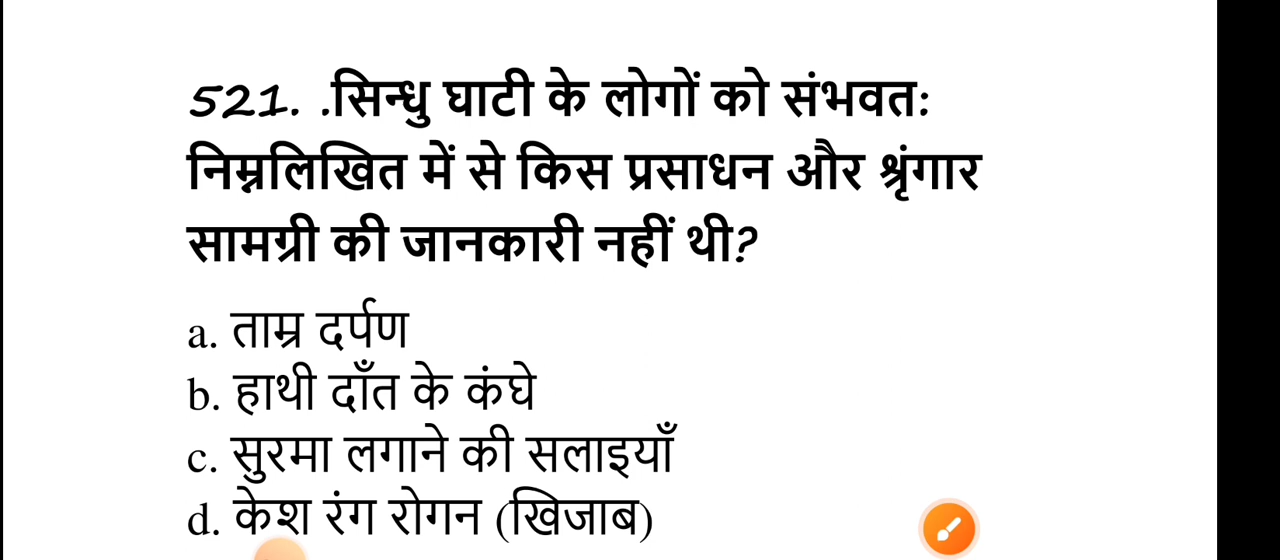 521. .सिन्धु घाटी के लोगों को संभवतः
निम्नलिखित में से किस प्रसाधन और श्रृंगार
सामग्री की जानकारी नहीं थी?
a. ताम्र दर्पण
b. हाथी दाँत के कंघे
c. सुरमा लगाने की सलाइयाँ
d. केश रंग रोगन (खिजाब)